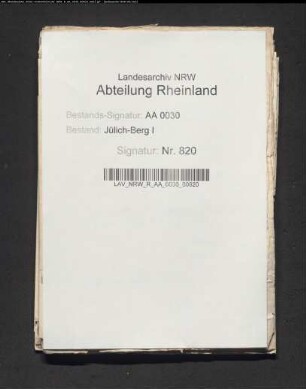 Landesarchiv NRW
Abteilung Rheinland
Bestands-Signatur: AA 0030
Bestand: Jülich-Berg I
Signatur: Nr. 820
LAV_NRW_R_AA_0030_00820